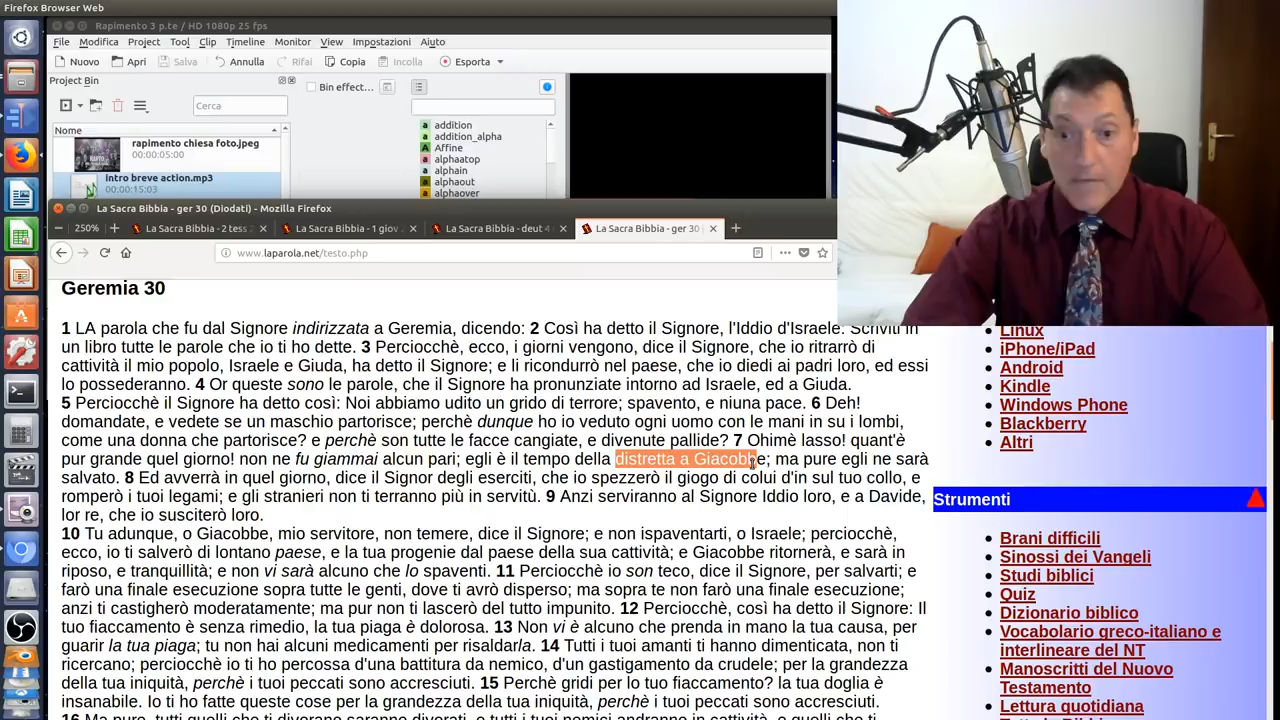 Firefox Browser Web
Rapimento 3 p.te / HD 1080p 25 fps
File Modifica Project Tool Clip Timeline Monitor View Impostazioni Aiuto
Nuovo Apri Salva Annulla Rifai Copia Incolla Esporta
Project Bin
Bin effect…
Cerca
Nome
rapimento chiesa foto.jpeg
00:00:05:00
intro breve action.mp3
00:00:15:03
addition
addition_alpha
Affine
alphaatop
alphain
alphaout
alphaover
La Sacra Bibbia - ger 30 (Diodati) - Mozilla Firefox
250% La Sacra Bibbia - 2 tess La Sacra Bibbia - 1 giov La Sacra Bibbia - deut 4 La Sacra Bibbia - ger 30
www.laparola.net/testo.php
Geremia 30
1 LA parola che fu dal Signore indirizzata a Geremia, dicendo: 2 Così ha detto il Signore, l'Iddio d'Israele: Scriviti in
un libro tutte le parole che io ti ho dette. 3 Perciocchè, ecco, i giorni vengono, dice il Signore, che io ritrarrò di
cattività il mio popolo, Israele e Giuda, ha detto il Signore; e li ricondurrò nel paese, che io diedi ai padri loro, ed essi
lo possederanno. 4 Or queste sono le parole, che il Signore ha pronunziate intorno ad Israele, ed a Giuda.
5 Perciocchè il Signore ha detto così: Noi abbiamo udito un grido di terrore; spavento, e niuna pace. 6 Deh!
domandate, e vedete se un maschio partorisce; perchè dunque ho io veduto ogni uomo con le mani in su i lombi,
come una donna che partorisce? e perchè son tutte le facce cangiate, e divenute pallide? 7 Ohimè lasso! quant'è
pur grande quel giorno! non ne fu giammai alcun pari; egli è il tempo della distretta a Giacobbe; ma pure egli ne sarà
salvato. 8 Ed avverrà in quel giorno, dice il Signor degli eserciti, che io spezzerò il giogo di colui d'in sul tuo collo, e
romperò i tuoi legami; e gli stranieri non ti terranno più in servitù. 9 Anzi serviranno al Signore Iddio loro, e a Davide,
lor re, che io susciterò loro.
10 Tu adunque, o Giacobbe, mio servitore, non temere, dice il Signore; e non ispaventarti, o Israele; perciocchè,
ecco, io ti salverò di lontano paese, e la tua progenie dal paese della sua cattività; e Giacobbe ritornerà, e sarà in
riposo, e tranquillità; e non vi sarà alcuno che lo spaventi. 11 Perciocchè io son teco, dice il Signore, per salvarti; e
farò una finale esecuzione sopra tutte le genti, dove ti avrò disperso; ma sopra te non farò una finale esecuzione;
anzi ti castigherò moderatamente; ma pur non ti lascerò del tutto impunito. 12 Perciocchè, così ha detto il Signore: Il
tuo fiaccamento è senza rimedio, la tua piaga è dolorosa. 13 Non vi è alcuno che prenda in mano la tua causa, per
guarir la tua piaga; tu non hai alcuni medicamenti per risaldarla. 14 Tutti i tuoi amanti ti hanno dimenticata, non ti
ricercano; perciocchè io ti ho percossa d'una battitura da nemico, d'un gastigamento da crudele; per la grandezza
della tua iniquità, perchè i tuoi peccati si sono accresciuti. 15 Perchè gridi per lo tuo fiaccamento? la tua doglia è
insanabile. Io ti ho fatte queste cose per la grandezza della tua iniquità, perchè i tuoi peccati si sono accresciuti.
16 Ma pure, tutti quelli che ti divorano saranno divorati, e tutti i tuoi nemici andranno in cattività, e quelli che ti
Linux
iPhone/iPad
Android
Kindle
Windows Phone
Blackberry
Altri
Strumenti
Brani difficili
Sinossi dei Vangeli
Studi biblici
Quiz
Dizionario biblico
Vocabolario greco-italiano e
interlineare del NT
Manoscritti del Nuovo
Testamento
Lettura quotidiana